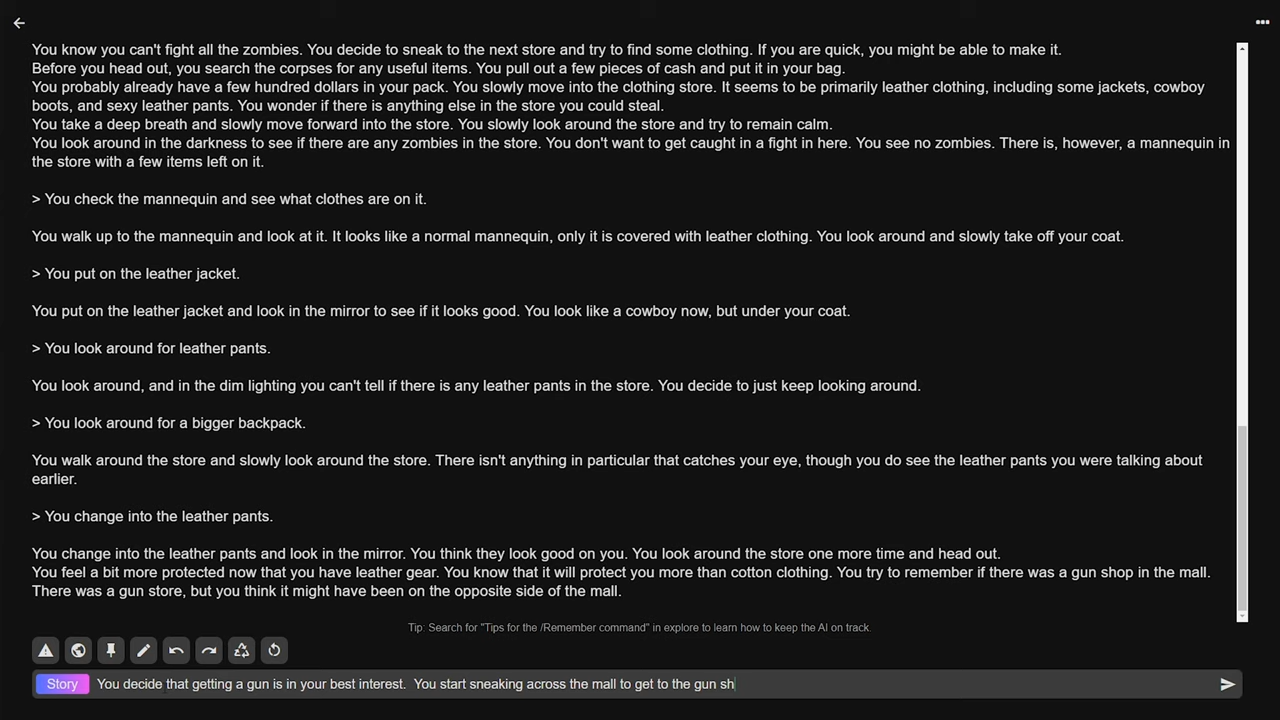 You know you can't fight all the zombies. You decide to sneak to the next store and try to find some clothing. If you are quick, you might be able to make it.
Before you head out, you search the corpses for any useful items. You pull out a few pieces of cash and put it in your bag.
You probably already have a few hundred dollars in your pack. You slowly move into the clothing store. It seems to be primarily leather clothing, including some jackets, cowboy
boots, and sexy leather pants. You wonder if there is anything else in the store you could steal.
You take a deep breath and slowly move forward into the store. You slowly look around the store and try to remain calm.
You look around in the darkness to see if there are any zombies in the store. You don't want to get caught in a fight in here. You see no zombies. There is, however, a mannequin in
the store with a few items left on it.
> You check the mannequin and see what clothes are on it.
You walk up to the mannequin and look at it. It looks like a normal mannequin, only it is covered with leather clothing. You look around and slowly take off your coat.
> You put on the leather jacket.
You put on the leather jacket and look in the mirror to see if it looks good. You look like a cowboy now, but under your coat.
> You look around for leather pants.
You look around, and in the dim lighting you can't tell if there is any leather pants in the store. You decide to just keep looking around.
> You look around for a bigger backpack.
You walk around the store and slowly look around the store. There isn't anything in particular that catches your eye, though you do see the leather pants you were talking about
earlier.
> You change into the leather pants.
You change into the leather pants and look in the mirror. You think they look good on you. You look around the store one more time and head out.
You feel a bit more protected now that you have leather gear. You know that it will protect you more than cotton clothing. You try to remember if there was a gun shop in the mall.
There was a gun store, but you think it might have been on the opposite side of the mall.
Tip: Search for "Tips for the /Remember command" in explore to learn how to keep the AI on track.
Story You decide that getting a gun is in your best interest.  You start sneaking across the mall to get to the gun sh